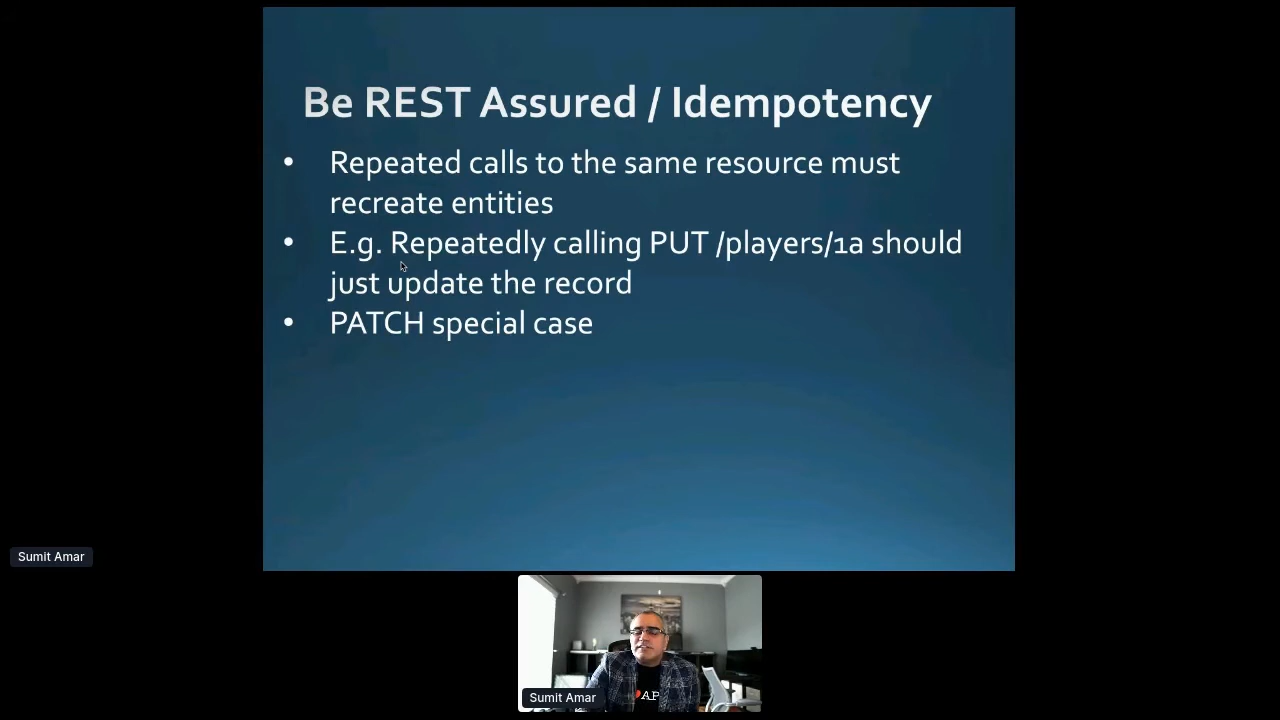 Be REST Assured / Idempotency
• Repeated calls to the same resource must
recreate entities
• E.g. Repeatedly calling PUT /players/1a should
just update the record
• PATCH special case
Sumit Amar
AP
Sumit Amar